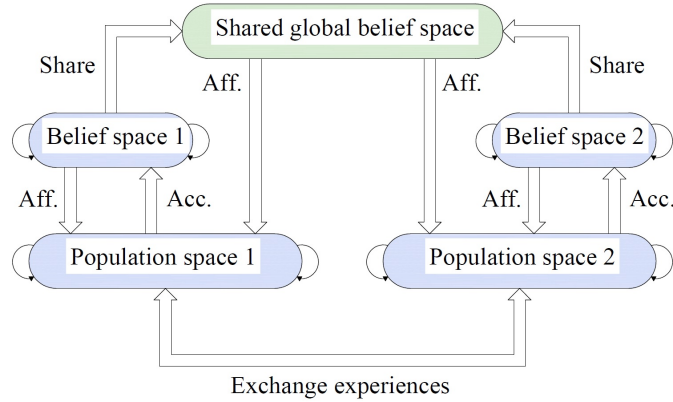 Shared global belief space
Share
Aff.
Aff.
Share
Belief space 1
Belief space 2
Aff.
Acc.
Aff.
Acc.
Population space 1
Population space 2
Exchange experiences